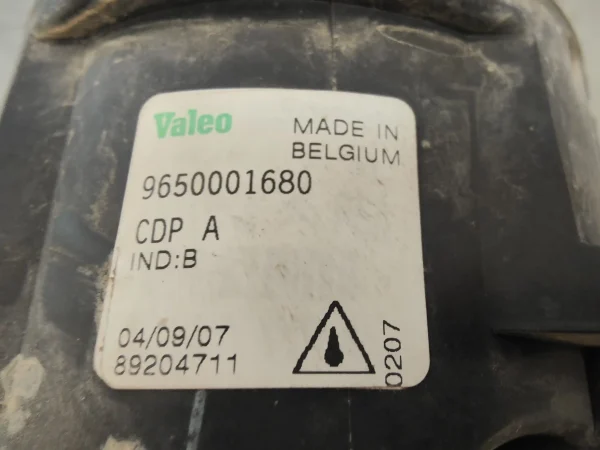 Valeo
MADE IN
BELGIUM
9650001680
CDP A
IND:B
04/09/07
89204711
0207